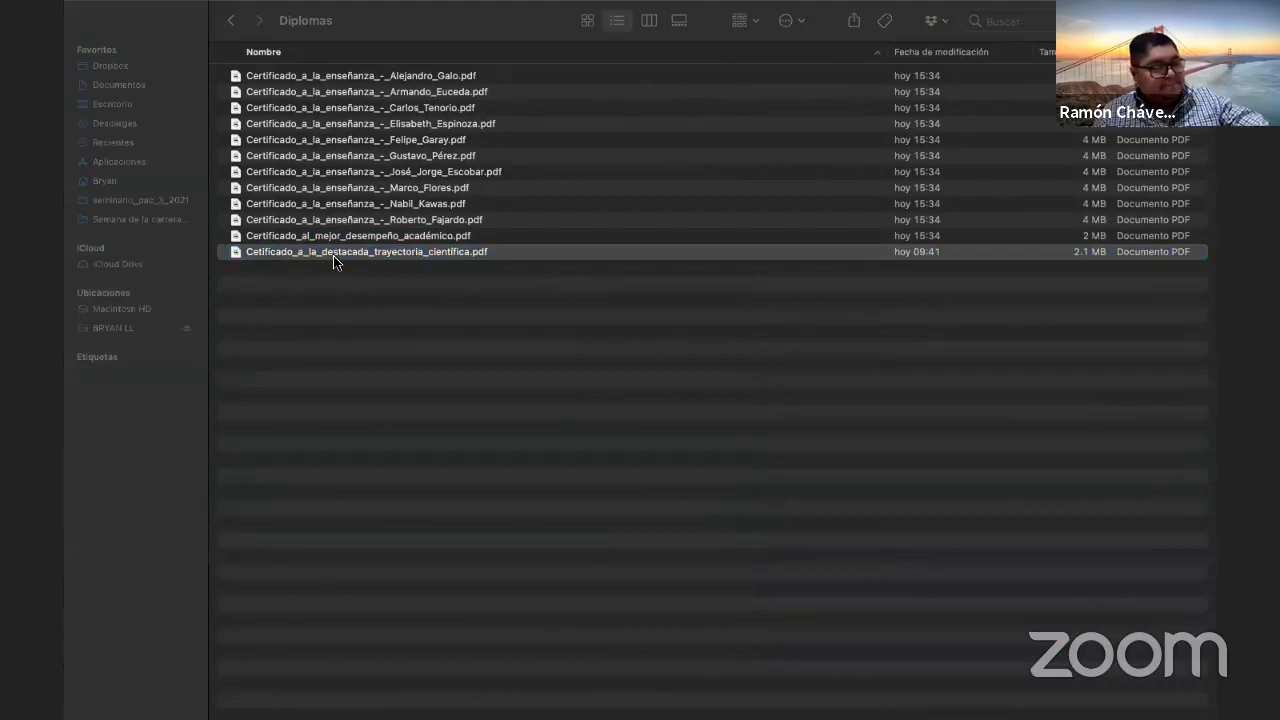 Diplomas
Buscar
Favoritos
Dropbox
Documentos
Escritorio
Descargas
Recientes
Aplicaciones
Bryan
seminario_pac_3_2021
Semana de la carrera...
iCloud
iCloud Drive
Ubicaciones
Macintosh HD
BRYAN LL
Etiquetas
Nombre Fecha de modificación Tam
Certificado_a_la_enseñanza_-_Alejandro_Galo.pdf hoy 15:34
Certificado_a_la_enseñanza_-_Armando_Euceda.pdf hoy 15:34
Certificado_a_la_enseñanza_-_Carlos_Tenorio.pdf hoy 15:34
Certificado_a_la_enseñanza_-_Elisabeth_Espinoza.pdf hoy 15:34
Certificado_a_la_enseñanza_-_Felipe_Garay.pdf hoy 15:34 4 MB Documento PDF
Certificado_a_la_enseñanza_-_Gustavo_Pérez.pdf hoy 15:34 4 MB Documento PDF
Certificado_a_la_enseñanza_-_José_Jorge_Escobar.pdf hoy 15:34 4 MB Documento PDF
Certificado_a_la_enseñanza_-_Marco_Flores.pdf hoy 15:34 4 MB Documento PDF
Certificado_a_la_enseñanza_-_Nabil_Kawas.pdf hoy 15:34 4 MB Documento PDF
Certificado_a_la_enseñanza_-_Roberto_Fajardo.pdf hoy 15:34 4 MB Documento PDF
Certificado_al_mejor_desempeño_académico.pdf hoy 15:34 2 MB Documento PDF
Cetificado_a_la_destacada_trayectoria_científica.pdf hoy 09:41 2.1 MB Documento PDF
Ramón Cháve...
zoom